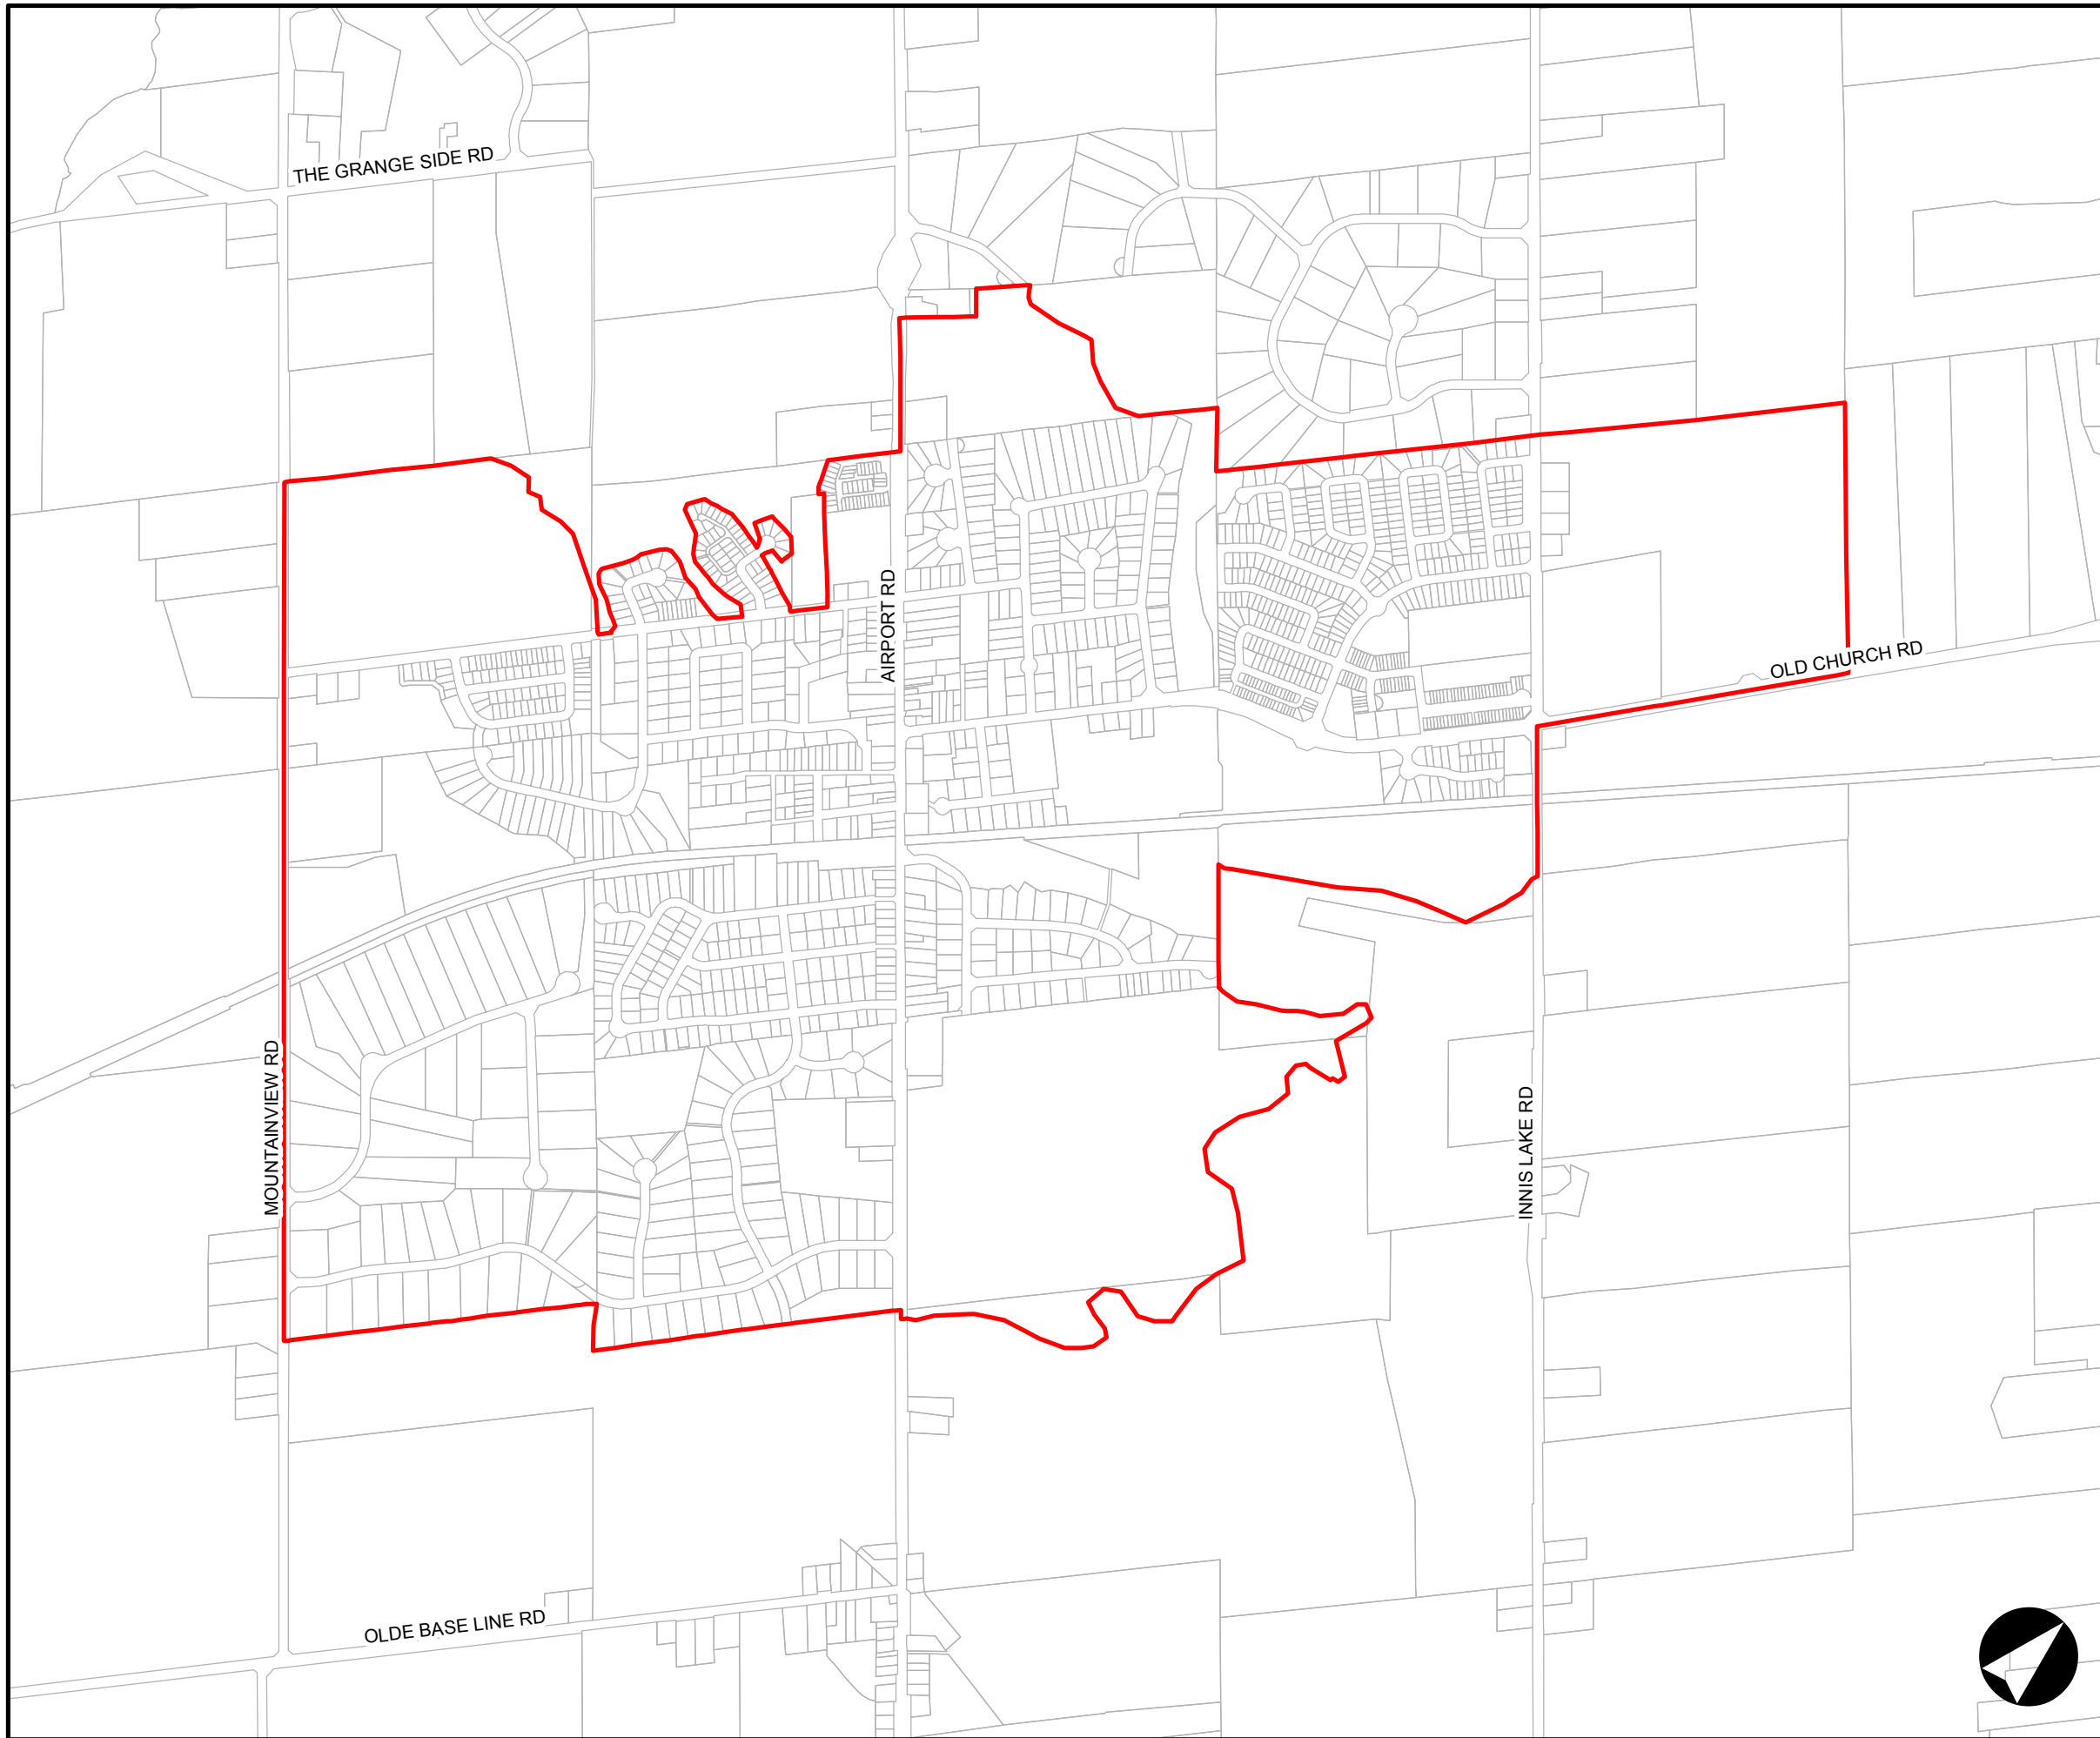 THE GRANGE SIDE RD
AIRPORT RD
OLD CHURCH RD
MOUNTAINVIEW RD
INNIS LAKE RD
OLDE BASE LINE RD